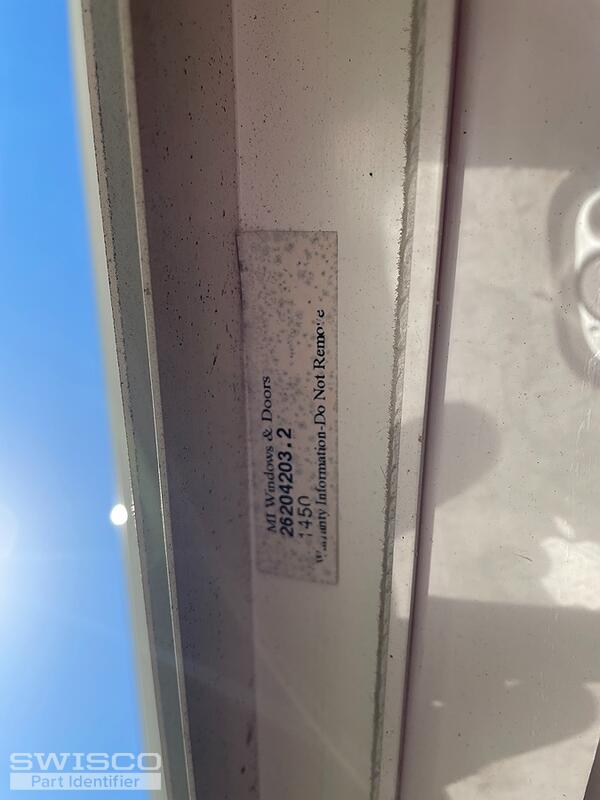 MI Windows & Doors
26204203.2
1450
Warranty Information-Do Not Remove
SWISCO
Part Identifier